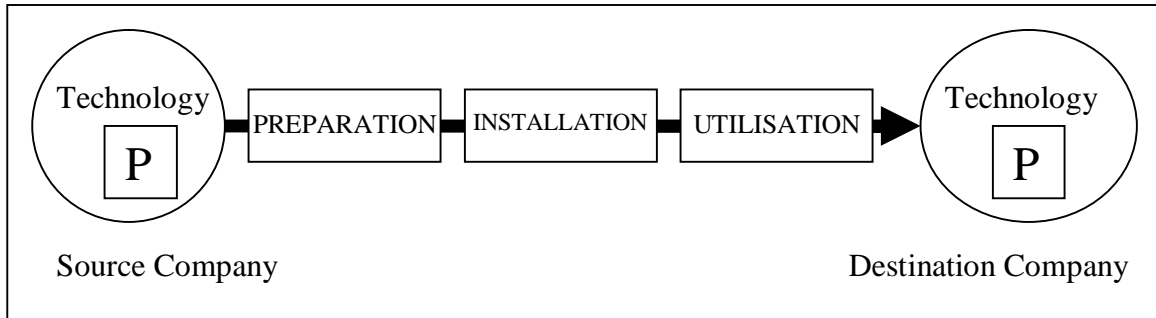 Technology Technology
PREPARATION INSTALLATION UTILISATION
P P
Source Company Destination Company